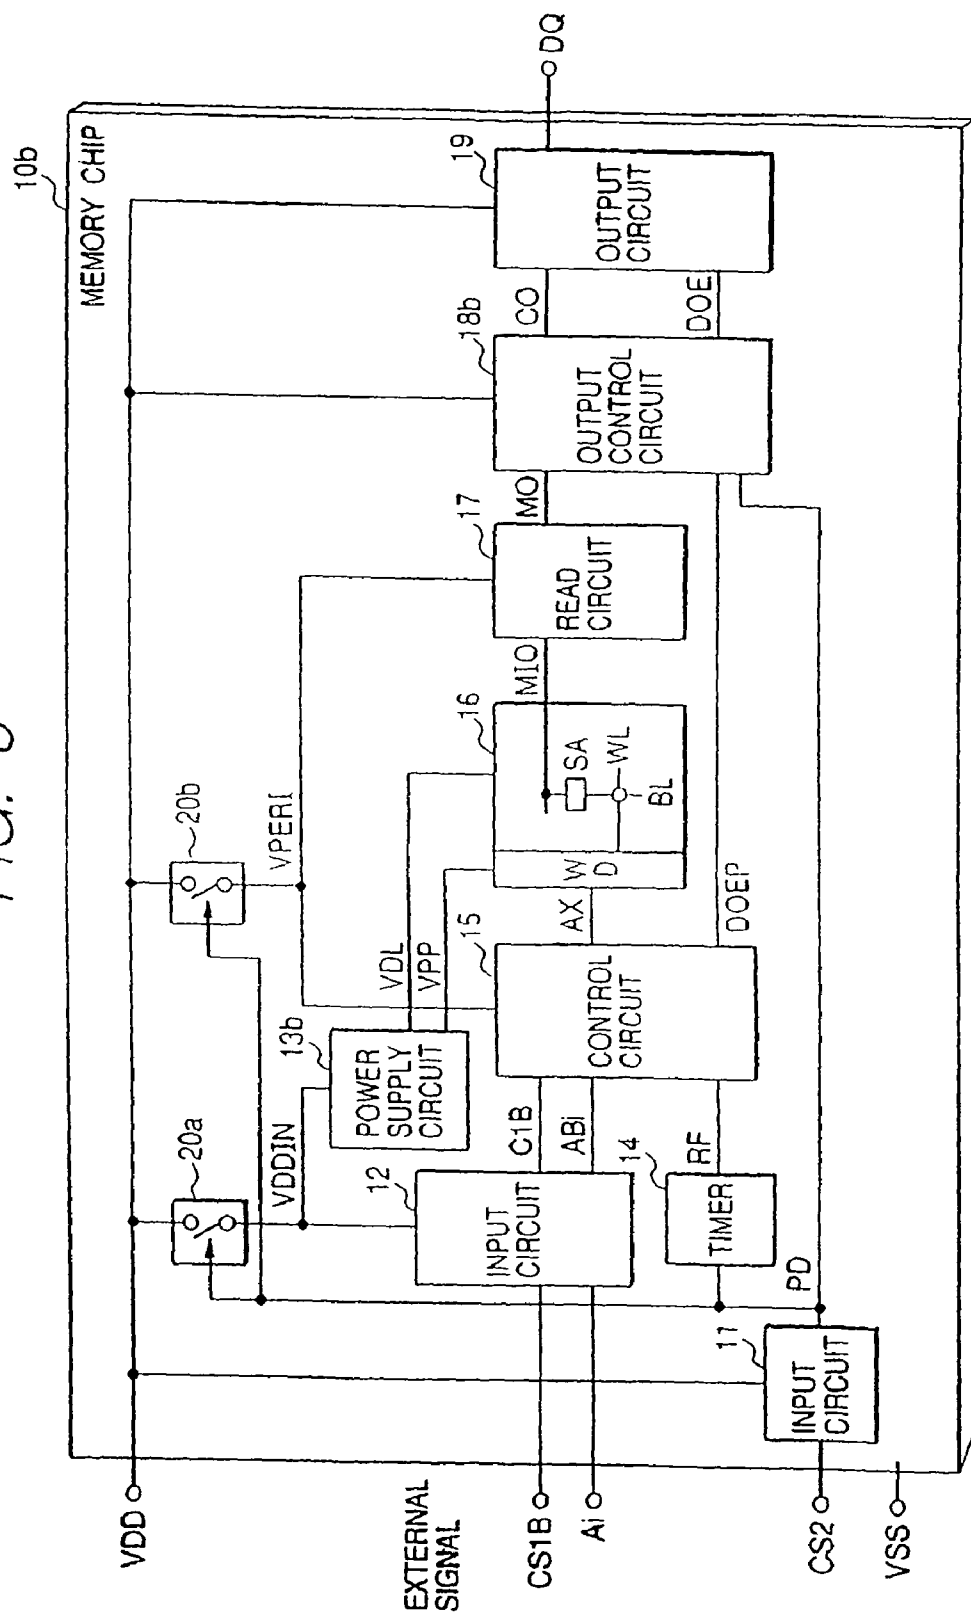 10b
MEMORY CHIP
VDD
20a
20b
VDDIN
VPERI
13b
POWER
SUPPLY
CIRCUIT
VDL
VPP
EXTERNAL
SIGNAL
CS1B
Ai
12
INPUT
CIRCUIT
C1B
ABi
14
TIMER
RF
15
CONTROL
CIRCUIT
AX
DOEP
16
W
D
SA
WL
BL
MIO
17
READ
CIRCUIT
MO
18b
OUTPUT
CONTROL
CIRCUIT
CO
DOE
19
OUTPUT
CIRCUIT
DQ
CS2
11
INPUT
CIRCUIT
PD
VSS